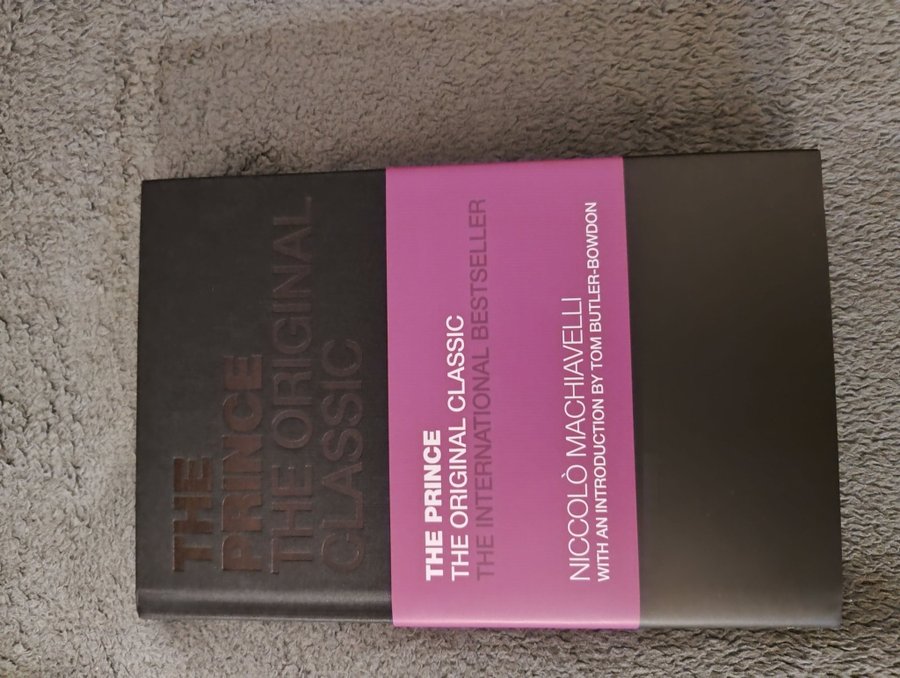 THE
PRINCE
THE ORIGINAL
CLASSIC
THE PRINCE
THE ORIGINAL CLASSIC
THE INTERNATIONAL BESTSELLER
NICCOLÒ MACHIAVELLI
WITH AN INTRODUCTION BY TOM BUTLER-BOWDON